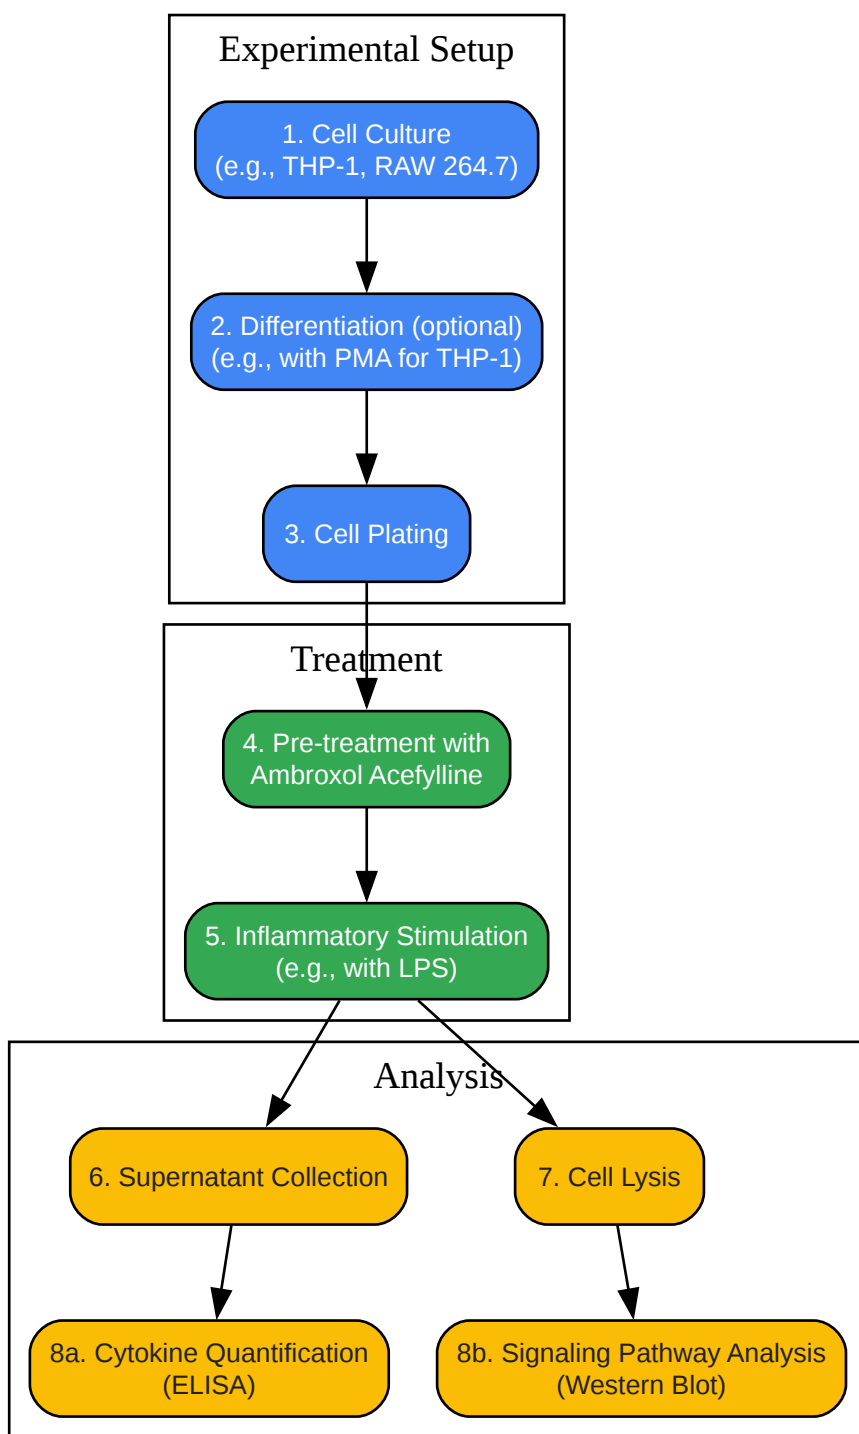 Experimental Setup
1. Cell Culture
(e.g., THP-1, RAW 264.7)
2. Differentiation (optional)
(e.g., with PMA for THP-1)
3. Cell Plating
Treatment
4. Pre-treatment with
Ambroxol Acefylline
5. Inflammatory Stimulation
(e.g., with LPS)
Analysis
6. Supernatant Collection
7. Cell Lysis
8a. Cytokine Quantification
(ELISA)
8b. Signaling Pathway Analysis
(Western Blot)